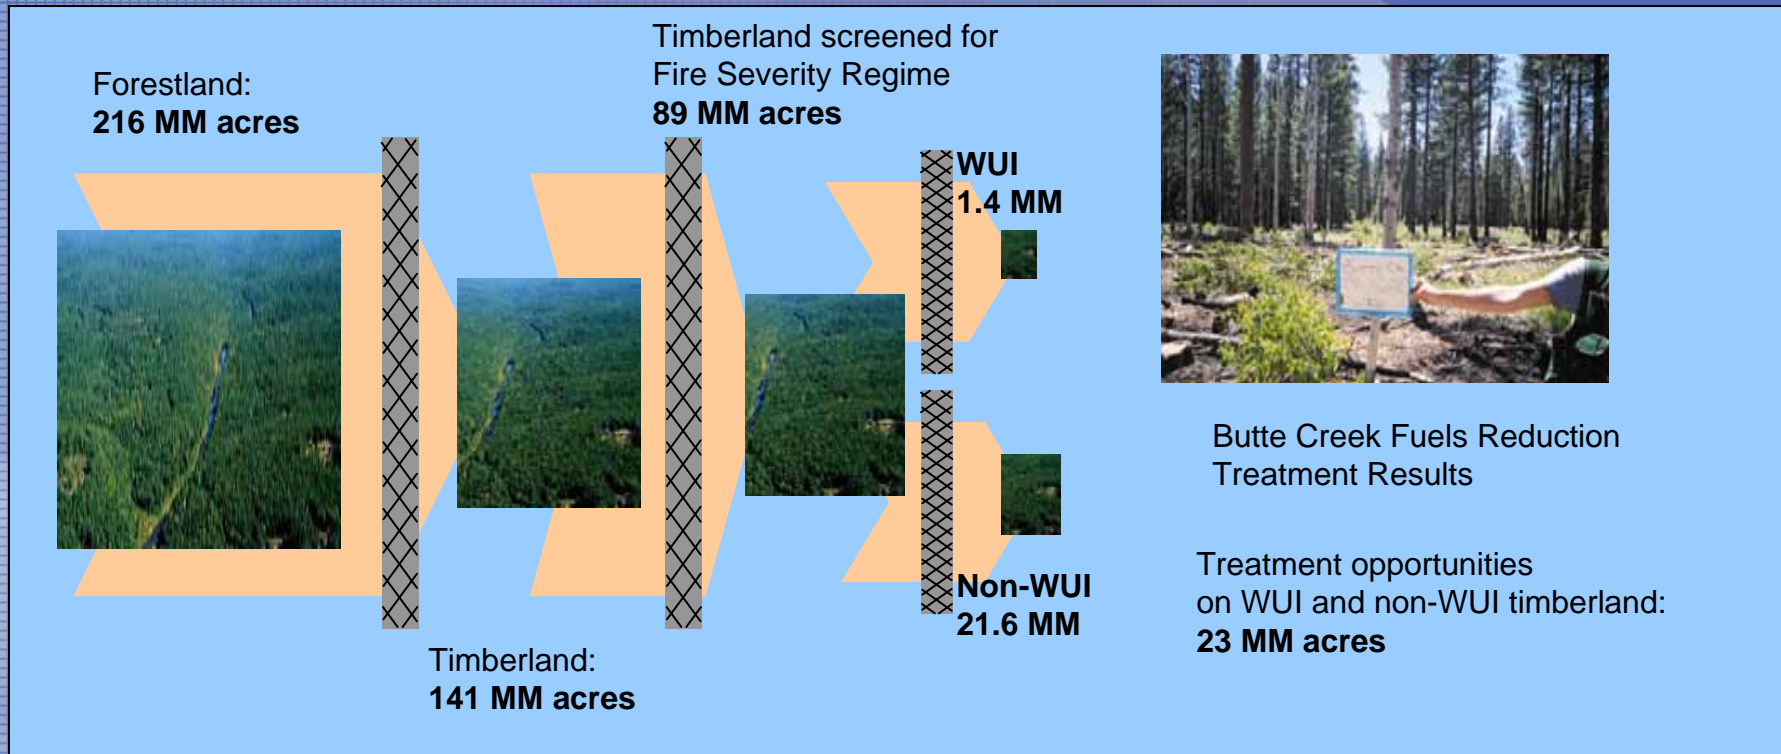 Forestland:
216 MM acres
Timberland screened for
Fire Severity Regime
89 MM acres
WUI
1.4 MM
Non-WUI
21.6 MM
Timberland:
141 MM acres
Butte Creek Fuels Reduction
Treatment Results
Treatment opportunities
on WUI and non-WUI timberland:
23 MM acres